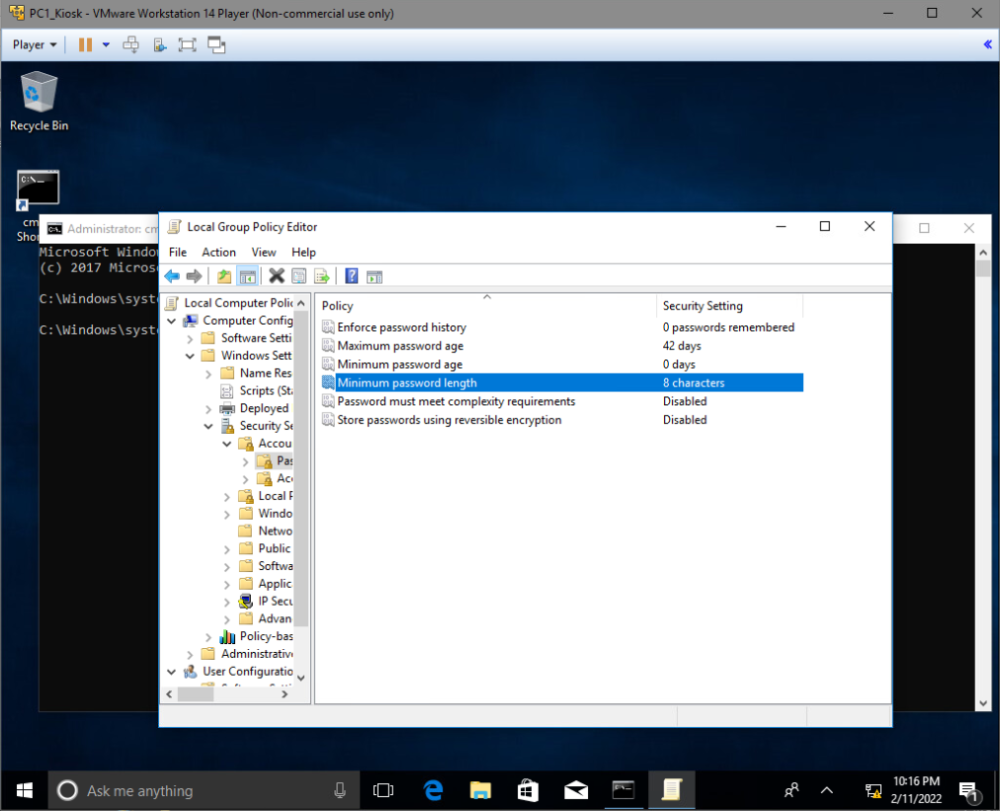 PC1_Kiosk - VMware Workstation 14 Player (Non-commercial use only)
Player
Recycle Bin
C:\._
cm
Shor
Administrator: cm
Microsoft Windo
(c) 2017 Micros
C:\Windows\syst
C:\Windows\syst
Local Group Policy Editor
File Action View Help
Local Computer Polic
Computer Config
Software Setti
Windows Sett
Name Res
Scripts (Sta
Deployed
Security Se
Accou
Pas
Acc
Local P
Windo
Netwo
Public
Softwa
Applic
IP Secu
Advan
Policy-bas
Administrative
User Configuratio
Policy Security Setting
Enforce password history 0 passwords remembered
Maximum password age 42 days
Minimum password age 0 days
Minimum password length 8 characters
Password must meet complexity requirements Disabled
Store passwords using reversible encryption Disabled
Ask me anything
10:16 PM
2/11/2022
1